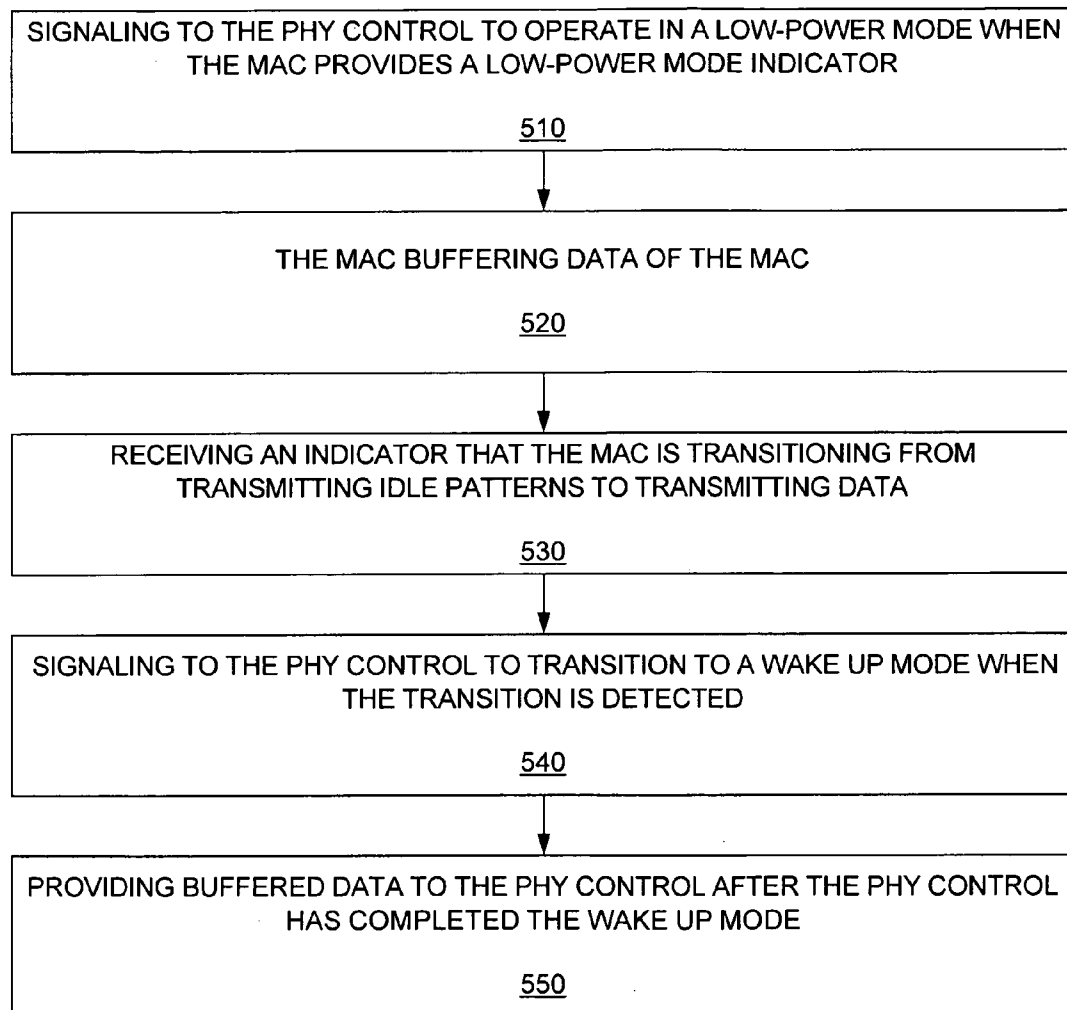 SIGNALING TO THE PHY CONTROL TO OPERATE IN A LOW-POWER MODE WHEN
THE MAC PROVIDES A LOW-POWER MODE INDICATOR
510
THE MAC BUFFERING DATA OF THE MAC
520
RECEIVING AN INDICATOR THAT THE MAC IS TRANSITIONING FROM
TRANSMITTING IDLE PATTERNS TO TRANSMITTING DATA
530
SIGNALING TO THE PHY CONTROL TO TRANSITION TO A WAKE UP MODE WHEN
THE TRANSITION IS DETECTED
540
PROVIDING BUFFERED DATA TO THE PHY CONTROL AFTER THE PHY CONTROL
HAS COMPLETED THE WAKE UP MODE
550